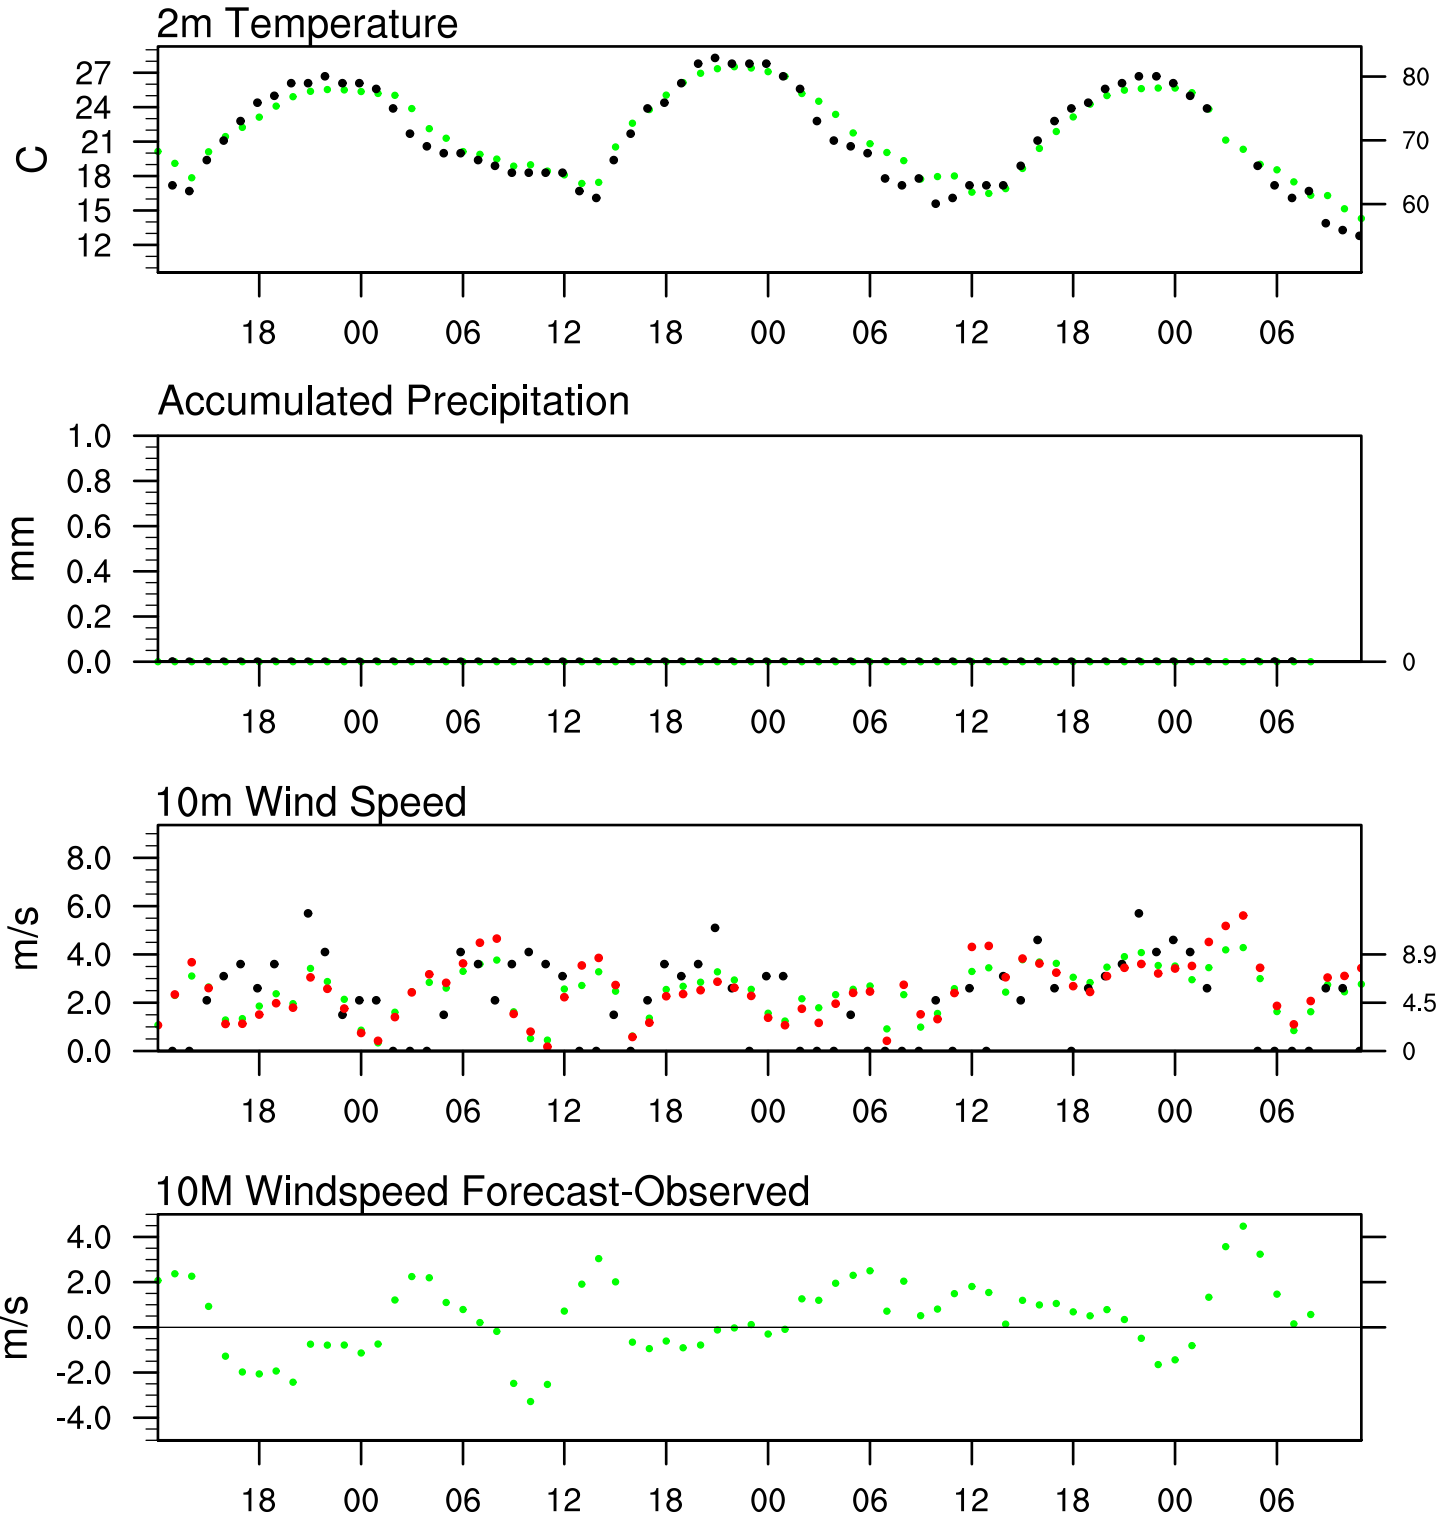 2m Temperature
27
24
21
18
15
12
C
80
70
60
18 00 06 12 18 00 06 12 18 00 06
Accumulated Precipitation
1.0
0.8
0.6
0.4
0.2
0.0
mm
0
18 00 06 12 18 00 06 12 18 00 06
10m Wind Speed
8.0
6.0
4.0
2.0
0.0
m/s
8.9
4.5
0
18 00 06 12 18 00 06 12 18 00 06
10M Windspeed Forecast-Observed
4.0
2.0
0.0
-2.0
-4.0
m/s
18 00 06 12 18 00 06 12 18 00 06